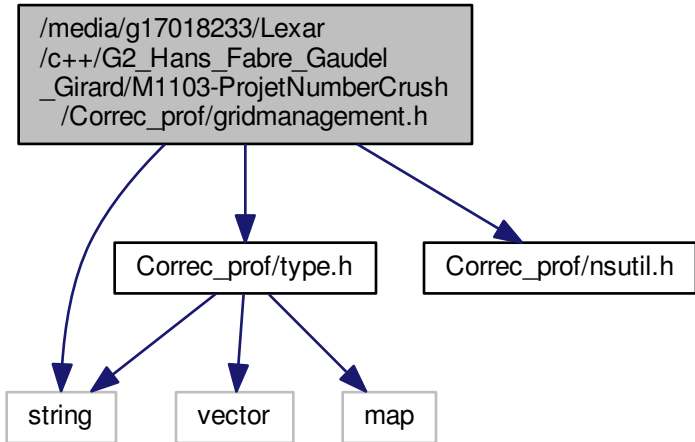 /media/g17018233/Lexar
/c++/G2_Hans_Fabre_Gaudel
_Girard/M1103-ProjetNumberCrush
/Correc_prof/gridmanagement.h
Correc_prof/type.h
Correc_prof/nsutil.h
string
vector
map